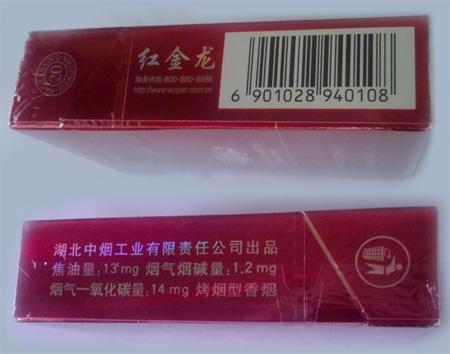 20
红金龙
服务热线·800-880-8686
http://www.wuyan.com.cn
6 901028 940108
湖北中烟工业有限责任公司出品
焦油量:13mg 烟气烟碱量:1.2mg
烟气一氧化碳量:14mg 烤烟型香烟